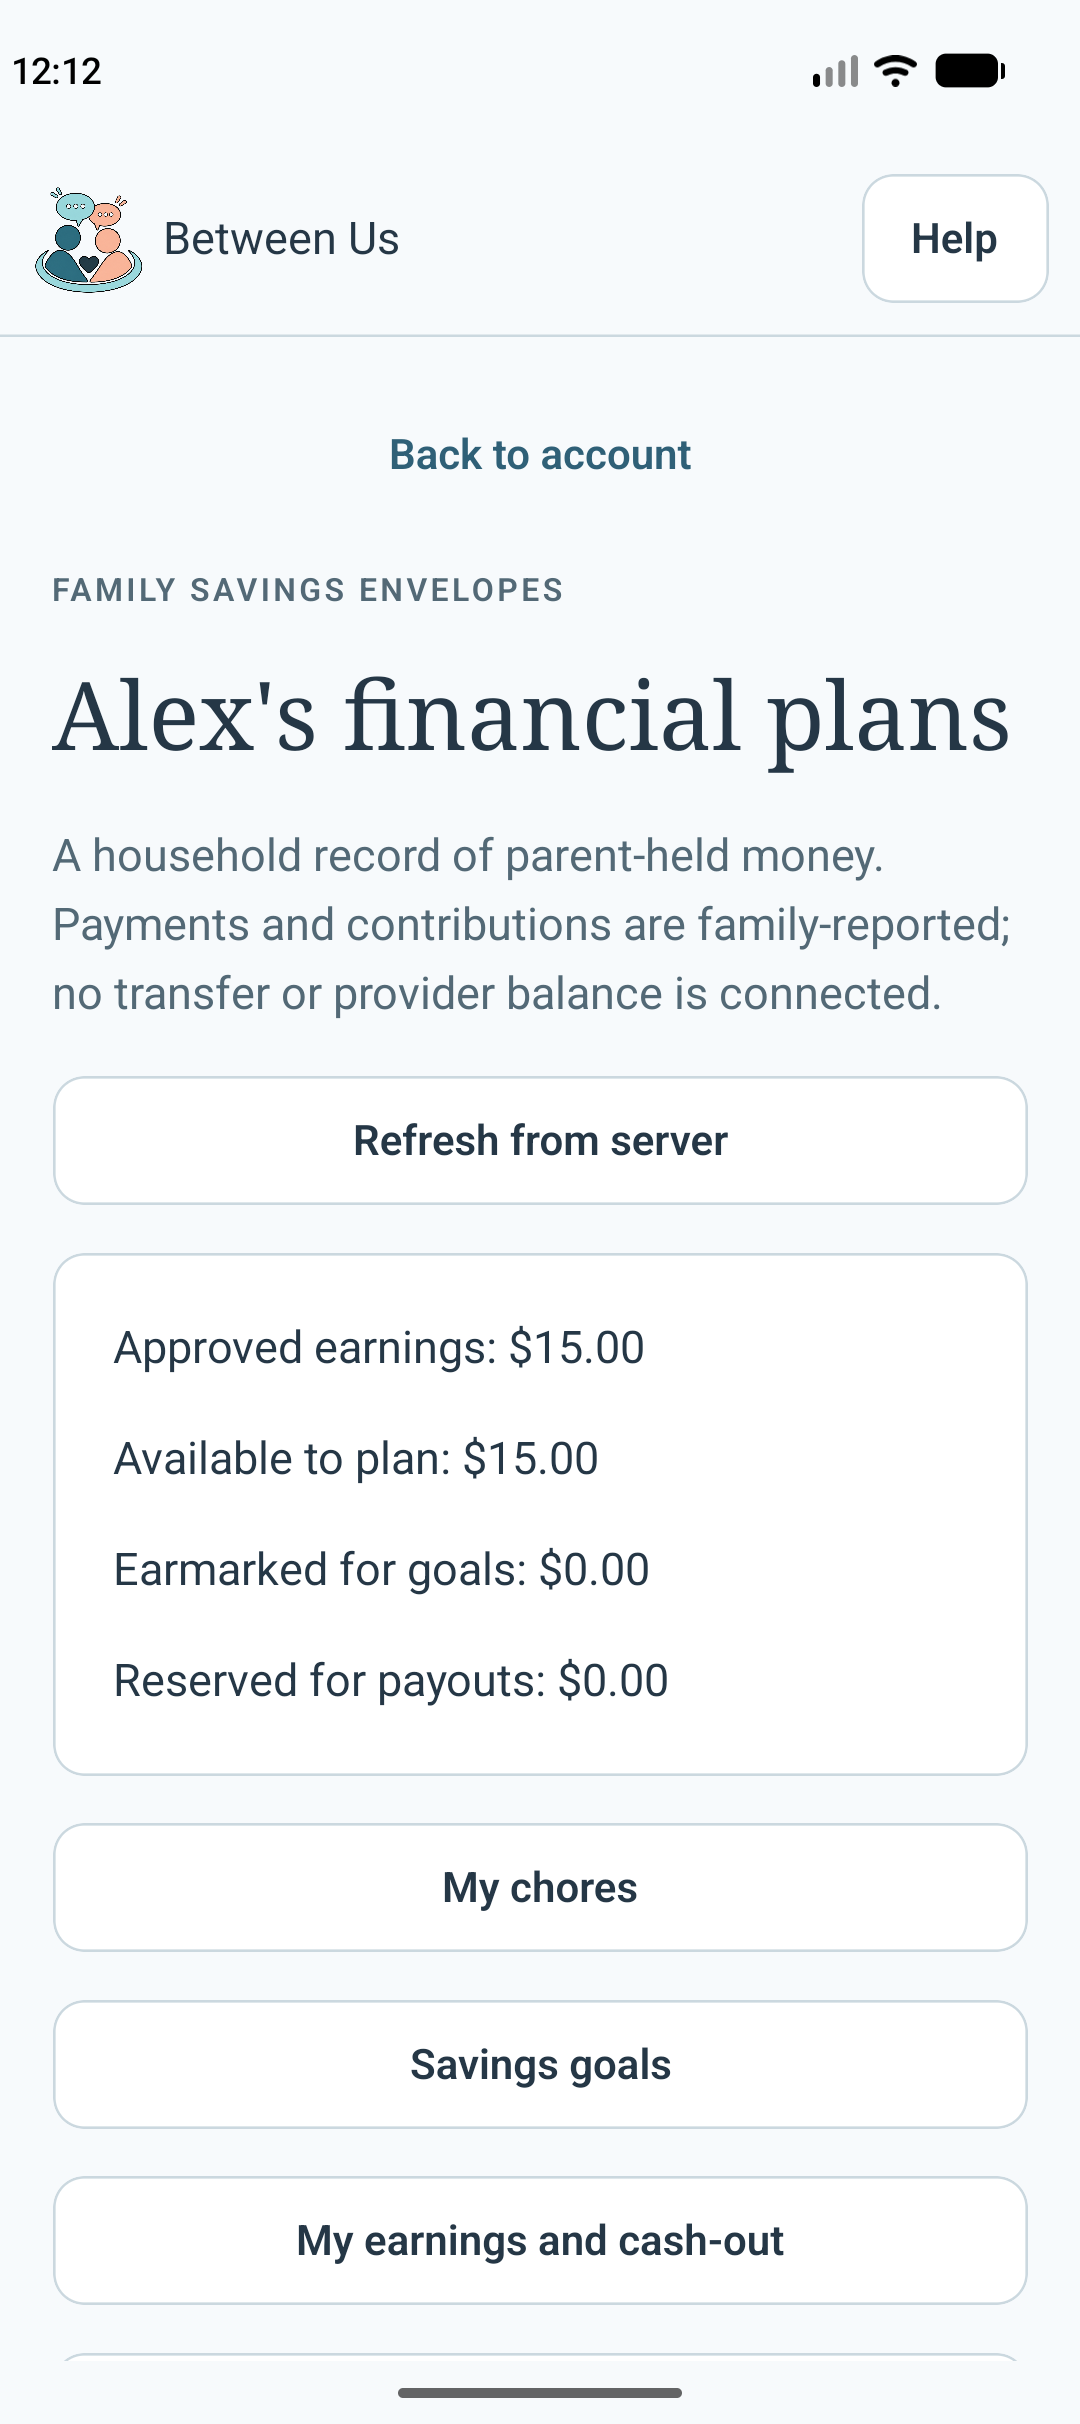 12:12
Between Us
Help
Back to account
FAMILY SAVINGS ENVELOPES
Alex's financial plans
A household record of parent-held money.
Payments and contributions are family-reported;
no transfer or provider balance is connected.
Refresh from server
Approved earnings: $15.00
Available to plan: $15.00
Earmarked for goals: $0.00
Reserved for payouts: $0.00
My chores
Savings goals
My earnings and cash-out